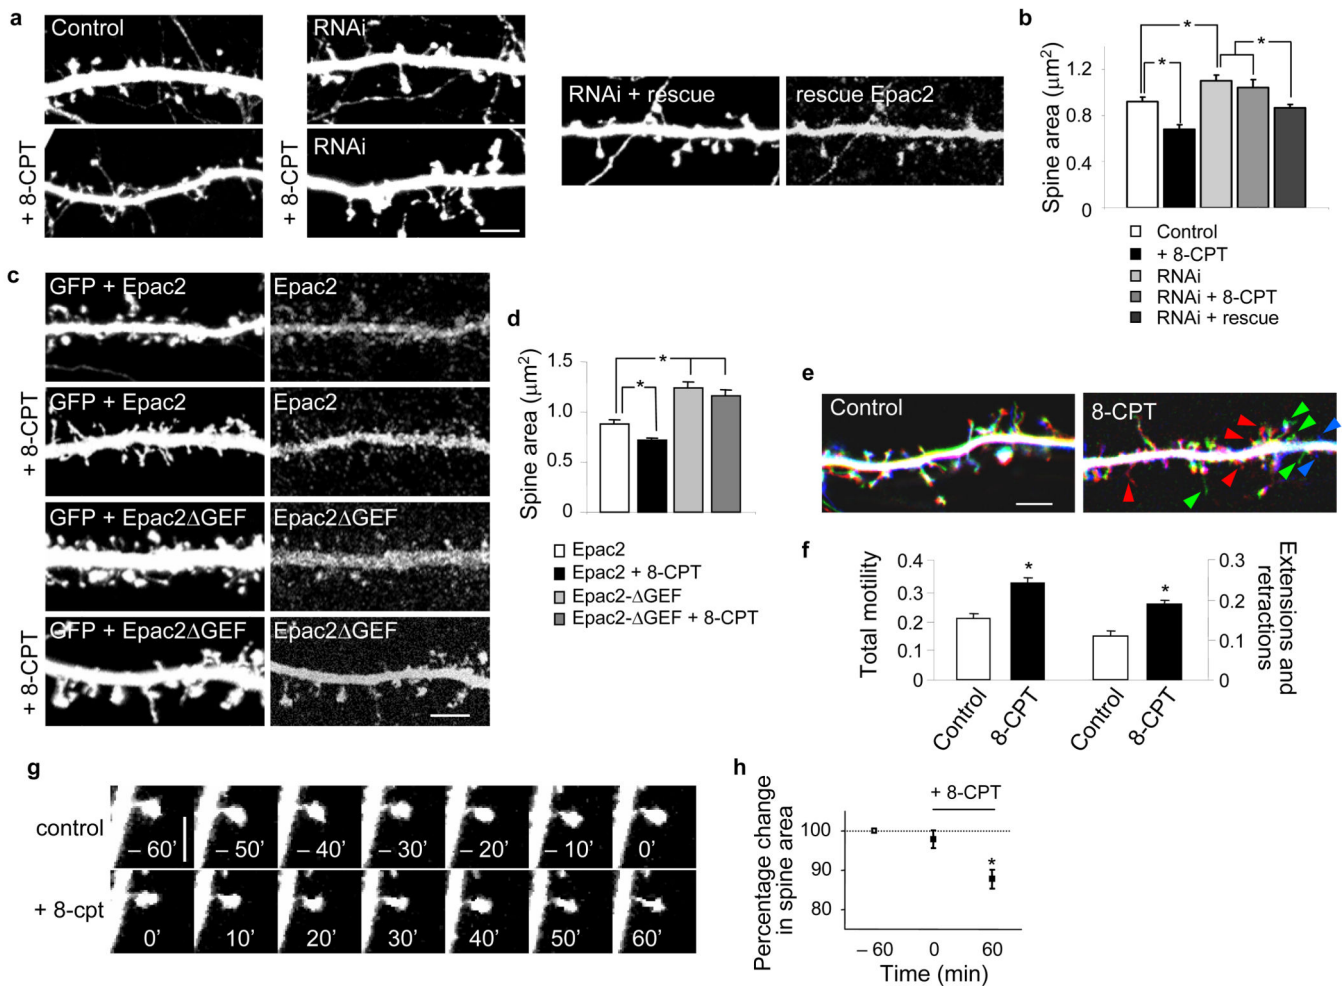 a
Control
RNAi
+ 8-CPT
RNAi
+ 8-CPT
RNAi + rescue
rescue Epac2
b
Spine area (μm²)
1.2
0.8
0.4
0
*
*
*
Control
+ 8-CPT
RNAi
RNAi + 8-CPT
RNAi + rescue
c
GFP + Epac2
Epac2
+ 8-CPT
GFP + Epac2
Epac2
GFP + Epac2ΔGEF
Epac2ΔGEF
+ 8-CPT
GFP + Epac2ΔGEF
Epac2ΔGEF
d
Spine area (μm²)
1.5
1.0
0.5
0
*
*
Epac2
Epac2 + 8-CPT
Epac2-ΔGEF
Epac2-ΔGEF + 8-CPT
e
Control
8-CPT
f
Total motility
0.4
0.3
0.2
0.1
0
*
*
0.3
0.2
0.1
0
Extensions and
retractions
Control
8-CPT
Control
8-CPT
g
control
– 60’
– 50’
– 40’
– 30’
– 20’
– 10’
0’
+ 8-cpt
0’
10’
20’
30’
40’
50’
60’
h
+ 8-CPT
Percentage change
in spine area
100
90
80
*
– 60
0
60
Time (min)